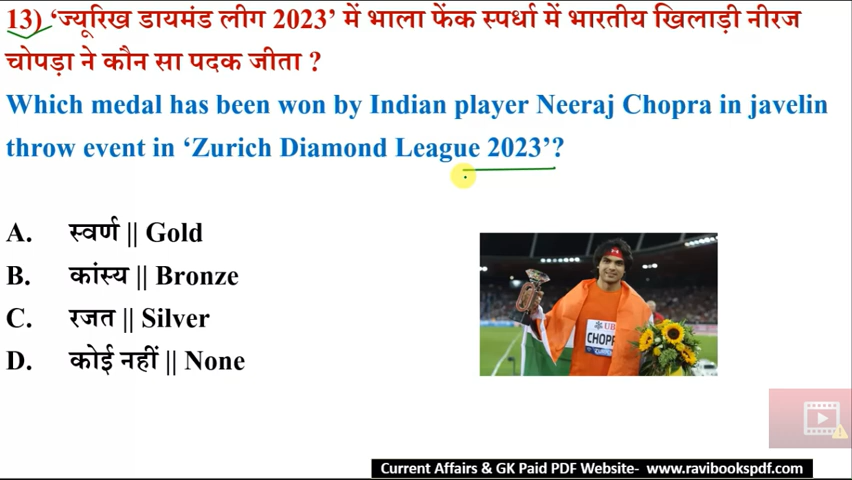 13) ‘ज्यूरिख डायमंड लीग 2023’ में भाला फेंक स्पर्धा में भारतीय खिलाड़ी नीरज
चोपड़ा ने कौन सा पदक जीता ?
Which medal has been won by Indian player Neeraj Chopra in javelin
throw event in ‘Zurich Diamond League 2023’?
A. स्वर्ण || Gold
B. कांस्य || Bronze
C. रजत || Silver
D. कोई नहीं || None
UBS
CHOPR
Current Affairs & GK Paid PDF Website- www.ravibookspdf.com